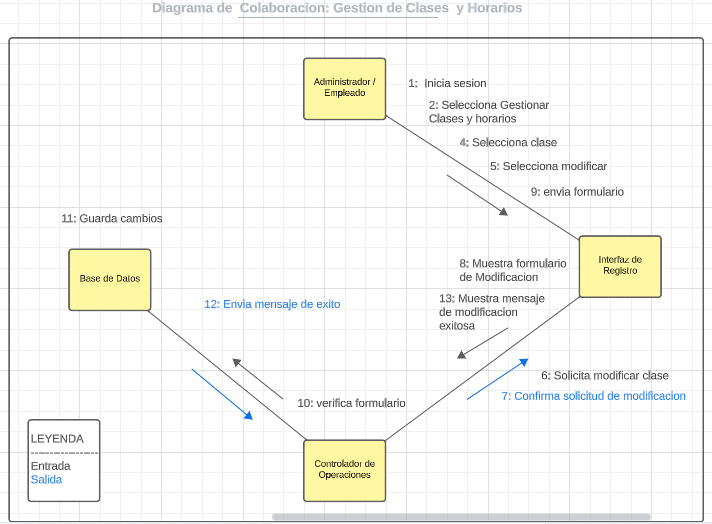 Diagrama de Colaboracion: Gestion de Clases y Horarios
Administrador /
Empleado
1: Inicia sesion
2: Selecciona Gestionar
Clases y horarios
4: Selecciona clase
5: Selecciona modificar
9: envia formulario
11: Guarda cambios
Base de Datos
Interfaz de
Registro
8: Muestra formulario
de Modificacion
12: Envia mensaje de exito
13: Muestra mensaje
de modificacion
exitosa
6: Solicita modificar clase
7: Confirma solicitud de modificacion
10: verifica formulario
LEYENDA
Entrada
Salida
Controlador de
Operaciones